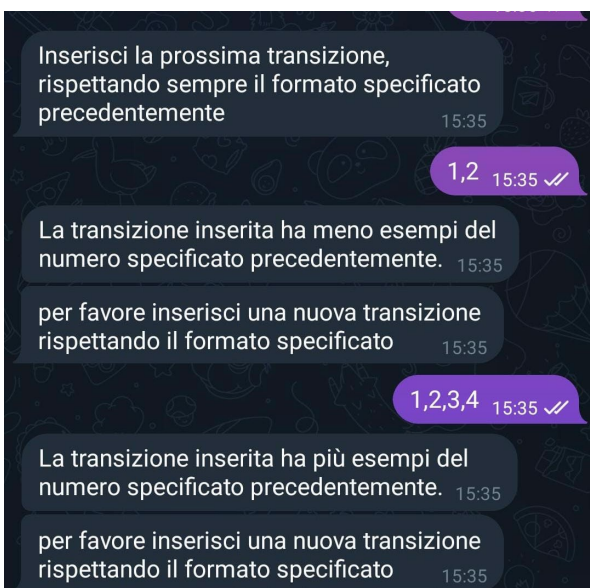 Inserisci la prossima transizione,
rispettando sempre il formato specificato
precedentemente
15:35
1,2 15:35
La transizione inserita ha meno esempi del
numero specificato precedentemente. 15:35
per favore inserisci una nuova transizione
rispettando il formato specificato 15:35
1,2,3,4 15:35
La transizione inserita ha più esempi del
numero specificato precedentemente. 15:35
per favore inserisci una nuova transizione
rispettando il formato specificato 15:35